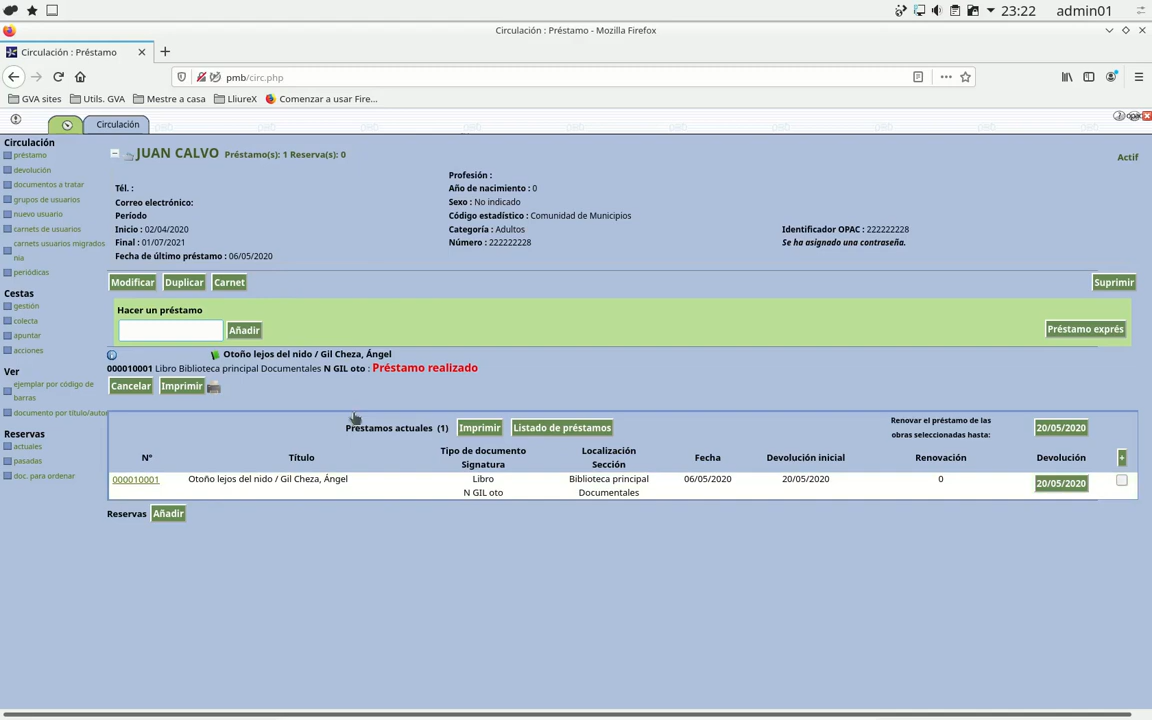 23:22 admin01
Circulación : Préstamo - Mozilla Firefox
Circulación : Préstamo
pmb/circ.php
GVA sites Utils. GVA Mestre a casa LliureX Comenzar a usar Fire...
Circulación
opac
Circulación
préstamo
devolución
documentos a tratar
grupos de usuarios
nuevo usuario
carnets de usuarios
carnets usuarios migrados
nia
periódicas
Cestas
gestión
colecta
apuntar
acciones
Ver
ejemplar por código de
barras
documento por título/autor
Reservas
actuales
pasadas
doc. para ordenar
JUAN CALVO Préstamo(s): 1 Reserva(s): 0
Actif
Profesión :
Tél. : Año de nacimiento : 0
Correo electrónico: Sexo : No indicado
Período Código estadístico : Comunidad de Municipios
Inicio : 02/04/2020 Categoría : Adultos Identificador OPAC : 222222228
Final : 01/07/2021 Número : 222222228 Se ha asignado una contraseña.
Fecha de último préstamo : 06/05/2020
Modificar Duplicar Carnet Suprimir
Hacer un préstamo
Añadir Préstamo exprés
Otoño lejos del nido / Gil Cheza, Ángel
000010001 Libro Biblioteca principal Documentales N GIL oto : Préstamo realizado
Cancelar Imprimir
Préstamos actuales (1) Imprimir Listado de préstamos Renovar el préstamo de las
obras seleccionadas hasta: 20/05/2020
Nº Título Tipo de documento
Signatura Localización
Sección Fecha Devolución inicial Renovación Devolución +
000010001 Otoño lejos del nido / Gil Cheza, Ángel Libro
N GIL oto Biblioteca principal
Documentales 06/05/2020 20/05/2020 0 20/05/2020
Reservas Añadir